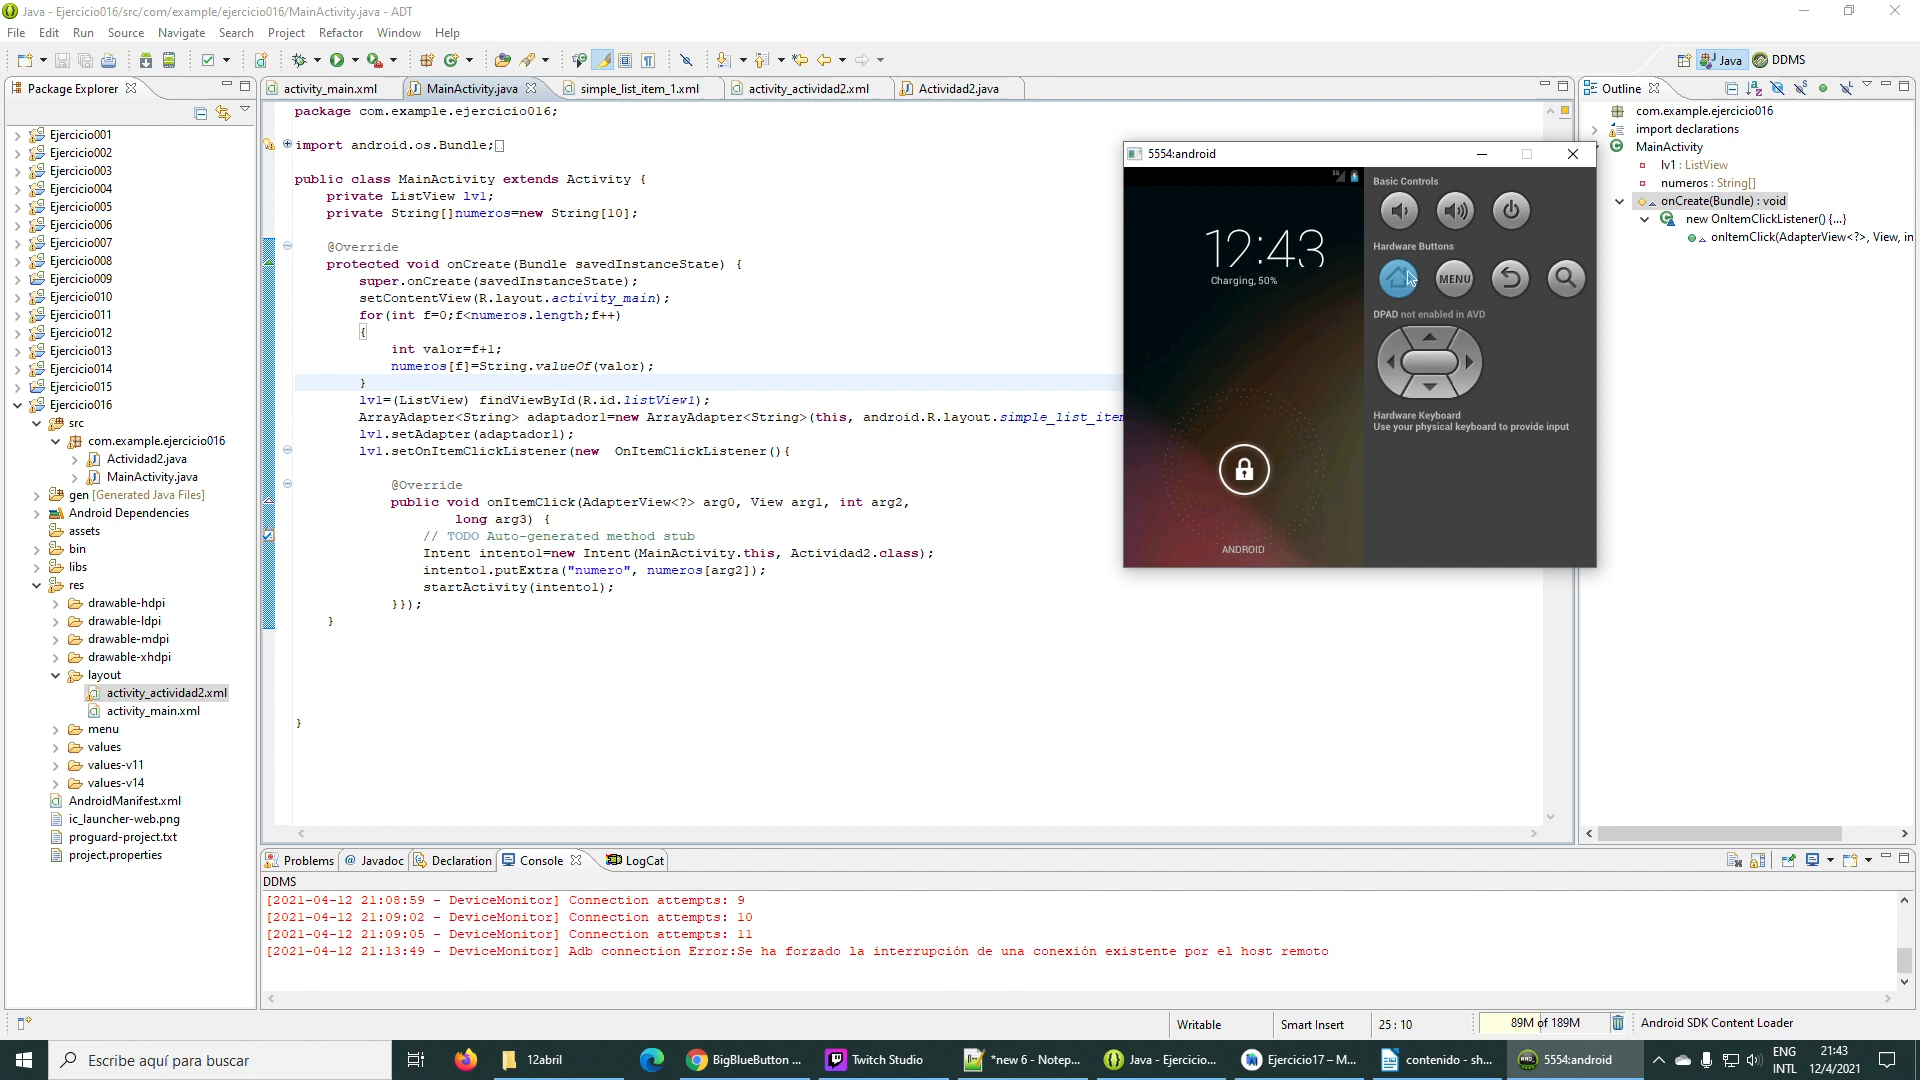 Java - Ejercicio016/src/com/example/ejercicio016/MainActivity.java - ADT
File Edit Run Source Navigate Search Project Refactor Window Help
Java DDMS
Package Explorer
Ejercicio001
Ejercicio002
Ejercicio003
Ejercicio004
Ejercicio005
Ejercicio006
Ejercicio007
Ejercicio008
Ejercicio009
Ejercicio010
Ejercicio011
Ejercicio012
Ejercicio013
Ejercicio014
Ejercicio015
Ejercicio016
src
com.example.ejercicio016
Actividad2.java
MainActivity.java
gen [Generated Java Files]
Android Dependencies
assets
bin
libs
res
drawable-hdpi
drawable-ldpi
drawable-mdpi
drawable-xhdpi
layout
activity_actividad2.xml
activity_main.xml
menu
values
values-v11
values-v14
AndroidManifest.xml
ic_launcher-web.png
proguard-project.txt
project.properties
activity_main.xml MainActivity.java simple_list_item_1.xml activity_actividad2.xml Actividad2.java
package com.example.ejercicio016;
import android.os.Bundle;
public class MainActivity extends Activity {
private ListView lv1;
private String[]numeros=new String[10];
@Override
protected void onCreate(Bundle savedInstanceState) {
super.onCreate(savedInstanceState);
setContentView(R.layout.activity_main);
for(int f=0;f<numeros.length;f++)
{
int valor=f+1;
numeros[f]=String.valueOf(valor);
}
lv1=(ListView) findViewById(R.id.listView1);
ArrayAdapter<String> adaptador1=new ArrayAdapter<String>(this, android.R.layout.simple_list_item
lv1.setAdapter(adaptador1);
lv1.setOnItemClickListener(new OnItemClickListener(){
@Override
public void onItemClick(AdapterView<?> arg0, View arg1, int arg2,
long arg3) {
// TODO Auto-generated method stub
Intent intento1=new Intent(MainActivity.this, Actividad2.class);
intento1.putExtra("numero", numeros[arg2]);
startActivity(intento1);
}});
}
}
5554:android
3G
12:43
Charging, 50%
ANDROID
Basic Controls
Hardware Buttons
MENU
DPAD not enabled in AVD
Hardware Keyboard
Use your physical keyboard to provide input
Outline
com.example.ejercicio016
import declarations
MainActivity
lv1 : ListView
numeros : String[]
onCreate(Bundle) : void
new OnItemClickListener() {...}
onItemClick(AdapterView<?>, View, in
Problems Javadoc Declaration Console LogCat
DDMS
[2021-04-12 21:08:59 - DeviceMonitor] Connection attempts: 9
[2021-04-12 21:09:02 - DeviceMonitor] Connection attempts: 10
[2021-04-12 21:09:05 - DeviceMonitor] Connection attempts: 11
[2021-04-12 21:13:49 - DeviceMonitor] Adb connection Error:Se ha forzado la interrupción de una conexión existente por el host remoto
Writable Smart Insert 25 : 10 89M of 189M Android SDK Content Loader
Escribe aquí para buscar
12abril
BigBlueButton ...
Twitch Studio
*new 6 - Notep...
Java - Ejercicio...
Ejercicio17 – M...
contenido - sh...
5554:android
ENG
INTL
21:43
12/4/2021